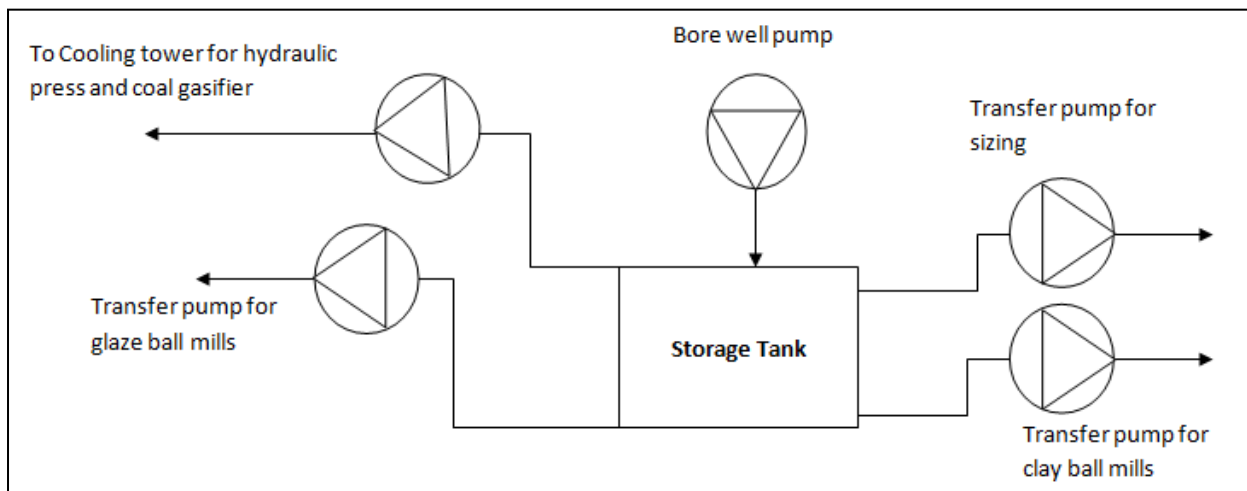 To Cooling tower for hydraulic
press and coal gasifier
Bore well pump
Transfer pump for
sizing
Transfer pump for
glaze ball mills
Storage Tank
Transfer pump for
clay ball mills